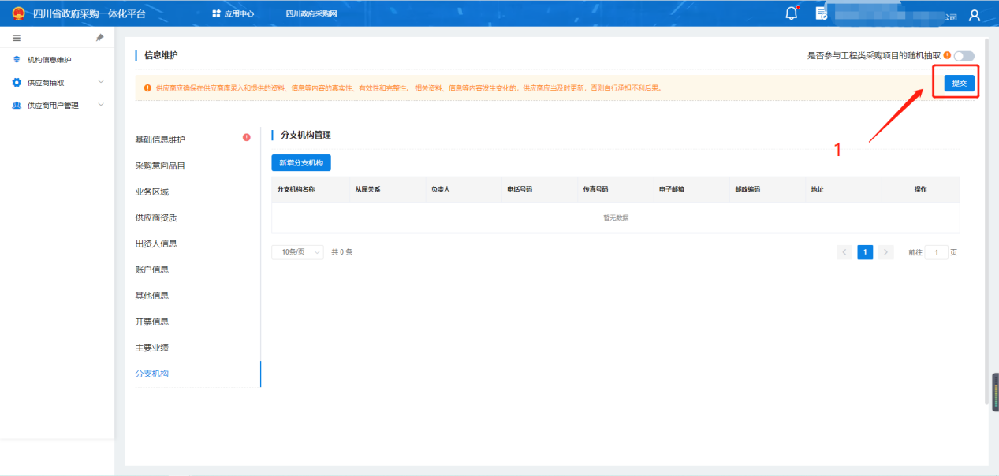 四川省政府采购一体化平台
应用中心
四川政府采购网
公司
机构信息维护
供应商抽取
供应商用户管理
信息维护
是否参与工程类采购项目的随机抽取
供应商应确保在供应商库录入和提供的资料、信息等内容的真实性、有效性和完整性。 相关资料、信息等内容发生变化的，供应商应当及时更新，否则自行承担不利后果。
提交
1
基础信息维护
采购意向品目
业务区域
供应商资质
出资人信息
账户信息
其他信息
开票信息
主要业绩
分支机构
分支机构管理
新增分支机构
分支机构名称 从属关系 负责人 电话号码 传真号码 电子邮箱 邮政编码 地址 操作
暂无数据
10条/页 共 0 条 1 前往 1 页